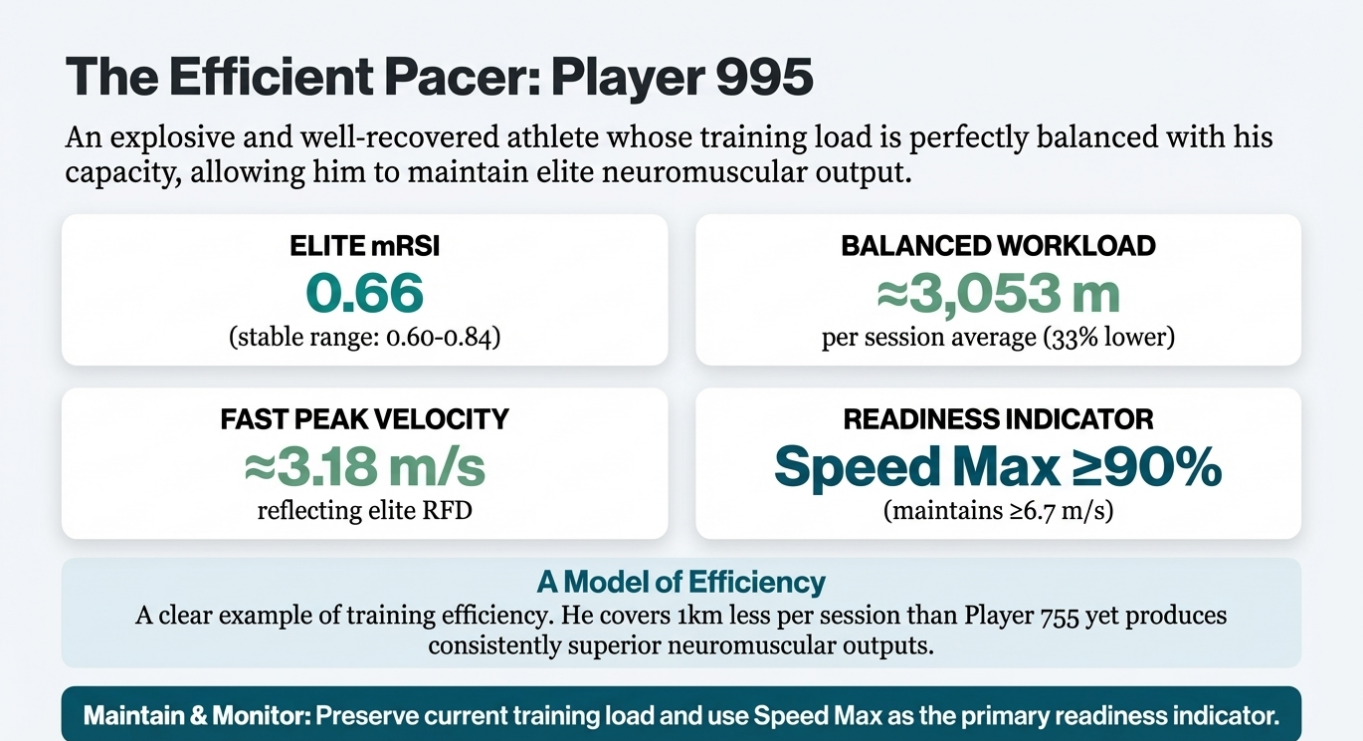 The Efficient Pacer: Player 995
An explosive and well-recovered athlete whose training load is perfectly balanced with his
capacity, allowing him to maintain elite neuromuscular output.
ELITE mRSI
0.66
(stable range: 0.60-0.84)
BALANCED WORKLOAD
≈3,053 m
per session average (33% lower)
FAST PEAK VELOCITY
≈3.18 m/s
reflecting elite RFD
READINESS INDICATOR
Speed Max ≥90%
(maintains ≥6.7 m/s)
A Model of Efficiency
A clear example of training efficiency. He covers 1km less per session than Player 755 yet produces
consistently superior neuromuscular outputs.
Maintain & Monitor: Preserve current training load and use Speed Max as the primary readiness indicator.